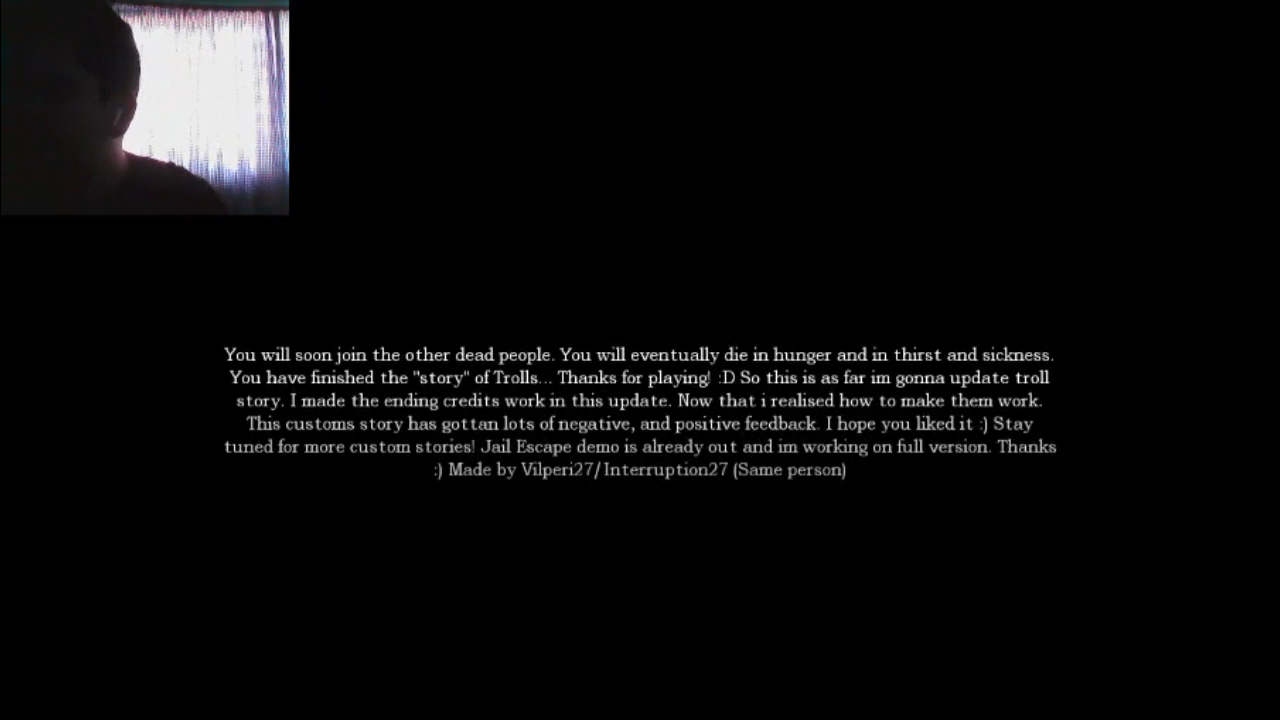 You will soon join the other dead people. You will eventually die in hunger and in thirst and sickness.
You have finished the "story" of Trolls... Thanks for playing! :D So this is as far im gonna update troll
story. I made the ending credits work in this update. Now that i realised how to make them work.
This customs story has gottan lots of negative, and positive feedback. I hope you liked it :) Stay
tuned for more custom stories! Jail Escape demo is already out and im working on full version. Thanks
:) Made by Vilperi27/Interruption27 (Same person)